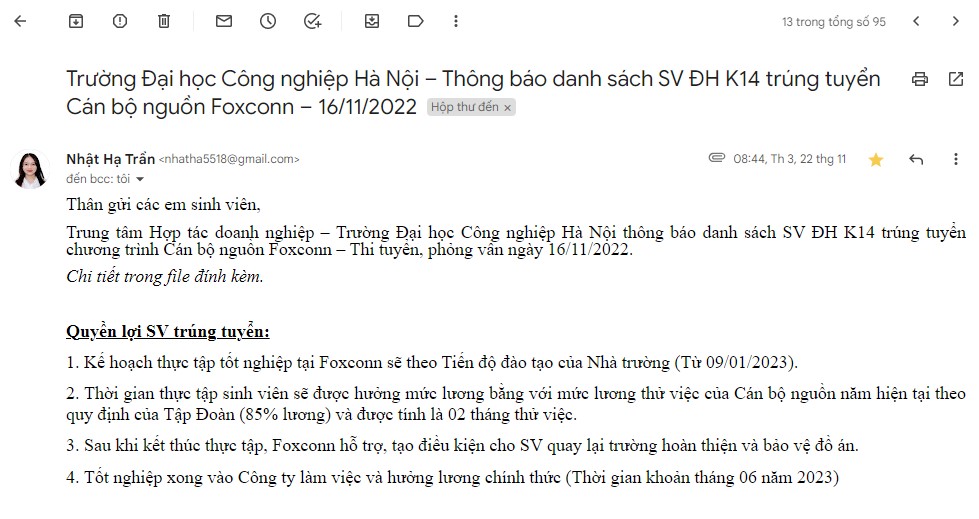 13 trong tổng số 95
Trường Đại học Công nghiệp Hà Nội – Thông báo danh sách SV ĐH K14 trúng tuyển
Cán bộ nguồn Foxconn – 16/11/2022 Hộp thư đến ×
Nhật Hạ Trần <nhatha5518@gmail.com> 08:44, Th 3, 22 thg 11
đến bcc: tôi
Thân gửi các em sinh viên,
Trung tâm Hợp tác doanh nghiệp – Trường Đại học Công nghiệp Hà Nội thông báo danh sách SV ĐH K14 trúng tuyển
chương trình Cán bộ nguồn Foxconn – Thi tuyển, phỏng vấn ngày 16/11/2022.
Chi tiết trong file đính kèm.
Quyền lợi SV trúng tuyển:
1. Kế hoạch thực tập tốt nghiệp tại Foxconn sẽ theo Tiến độ đào tạo của Nhà trường (Từ 09/01/2023).
2. Thời gian thực tập sinh viên sẽ được hưởng mức lương bằng với mức lương thử việc của Cán bộ nguồn năm hiện tại theo
quy định của Tập Đoàn (85% lương) và được tính là 02 tháng thử việc.
3. Sau khi kết thúc thực tập, Foxconn hỗ trợ, tạo điều kiện cho SV quay lại trường hoàn thiện và bảo vệ đồ án.
4. Tốt nghiệp xong vào Công ty làm việc và hưởng lương chính thức (Thời gian khoản tháng 06 năm 2023)